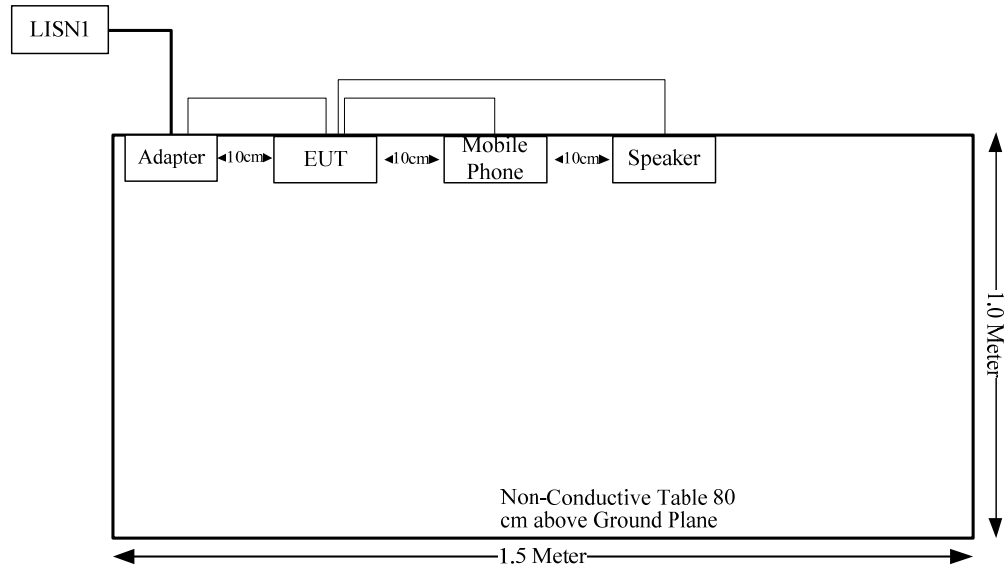 LISN1
Adapter
10cm
EUT
10cm
Mobile
Phone
10cm
Speaker
1.0 Meter
Non-Conductive Table 80
cm above Ground Plane
1.5 Meter